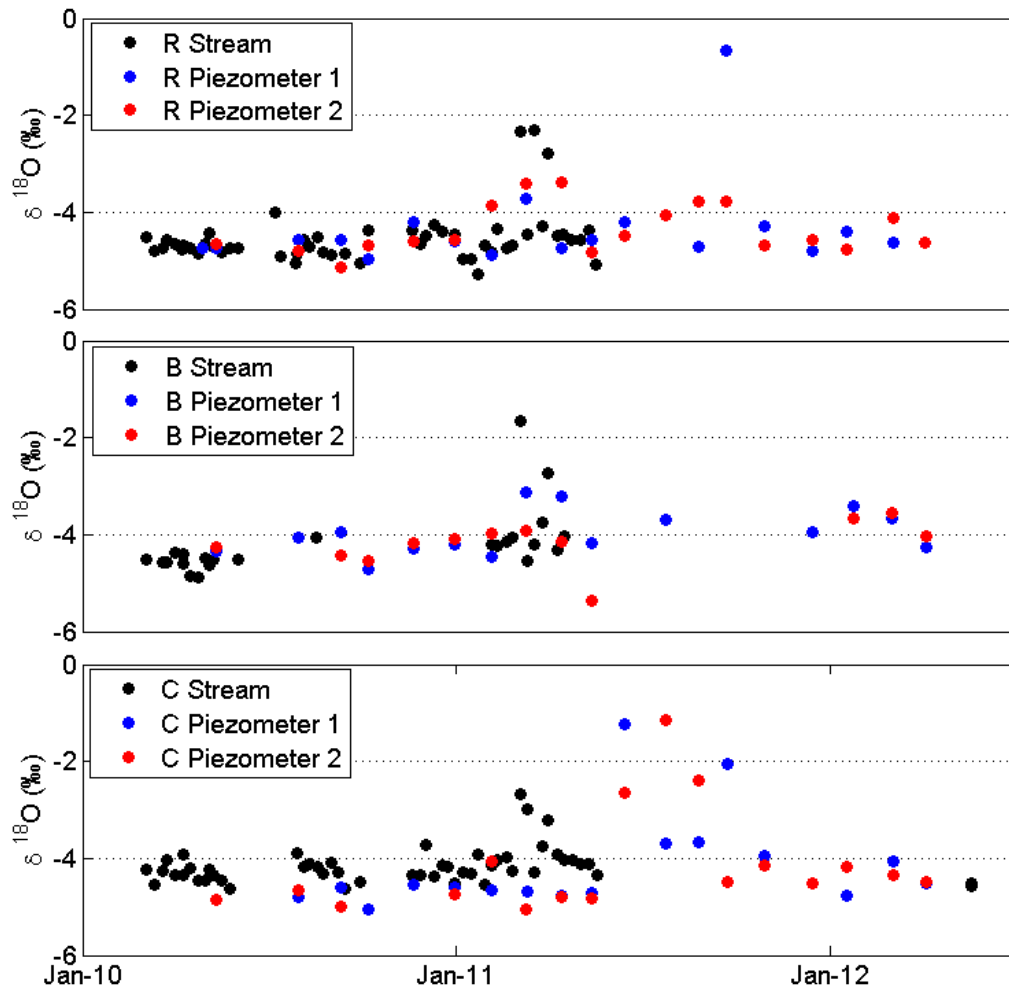 0
R Stream
R Piezometer 1
R Piezometer 2
-2
-4
-6
δ 18O (‰)
0
B Stream
B Piezometer 1
B Piezometer 2
-2
-4
-6
δ 18O (‰)
0
C Stream
C Piezometer 1
C Piezometer 2
-2
-4
-6
δ 18O (‰)
Jan-10 Jan-11 Jan-12